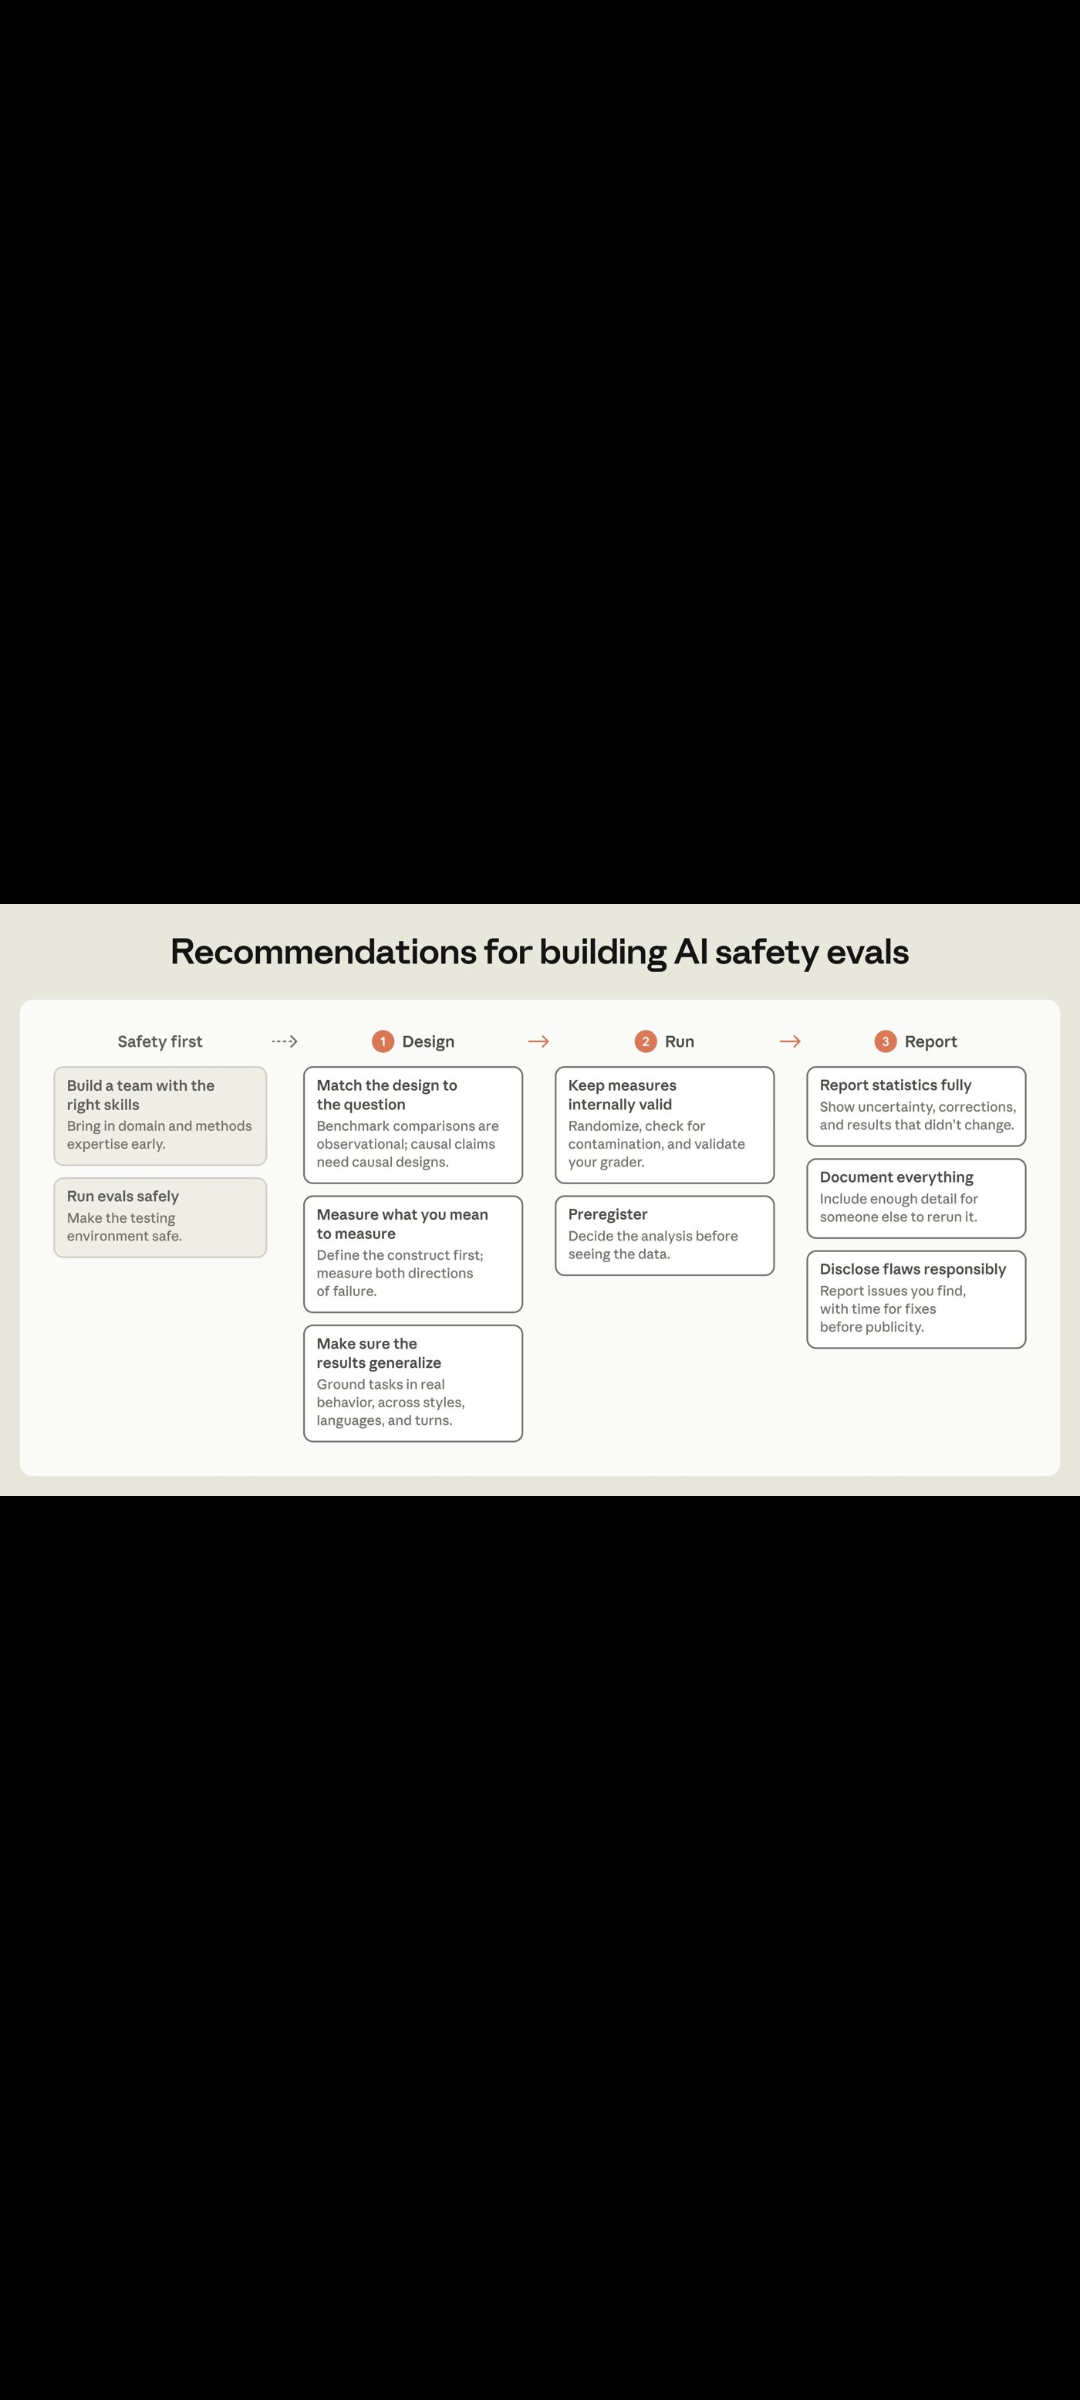 Recommendations for building AI safety evals
Safety first
Build a team with the
right skills
Bring in domain and methods
expertise early.
Run evals safely
Make the testing
environment safe.
1 Design
Match the design to
the question
Benchmark comparisons are
observational; causal claims
need causal designs.
Measure what you mean
to measure
Define the construct first;
measure both directions
of failure.
Make sure the
results generalize
Ground tasks in real
behavior, across styles,
languages, and turns.
2 Run
Keep measures
internally valid
Randomize, check for
contamination, and validate
your grader.
Preregister
Decide the analysis before
seeing the data.
3 Report
Report statistics fully
Show uncertainty, corrections,
and results that didn't change.
Document everything
Include enough detail for
someone else to rerun it.
Disclose flaws responsibly
Report issues you find,
with time for fixes
before publicity.